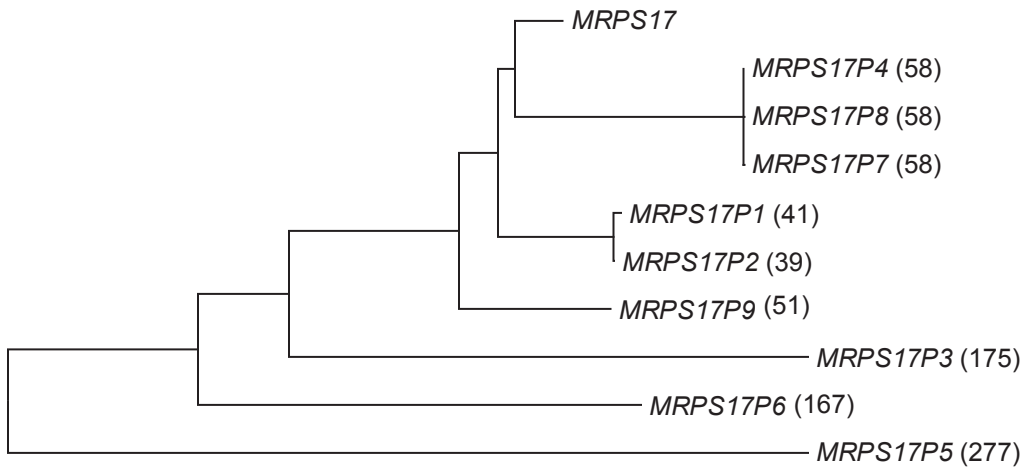 MRPS17
MRPS17P4 (58)
MRPS17P8 (58)
MRPS17P7 (58)
MRPS17P1 (41)
MRPS17P2 (39)
MRPS17P9 (51)
MRPS17P3 (175)
MRPS17P6 (167)
MRPS17P5 (277)